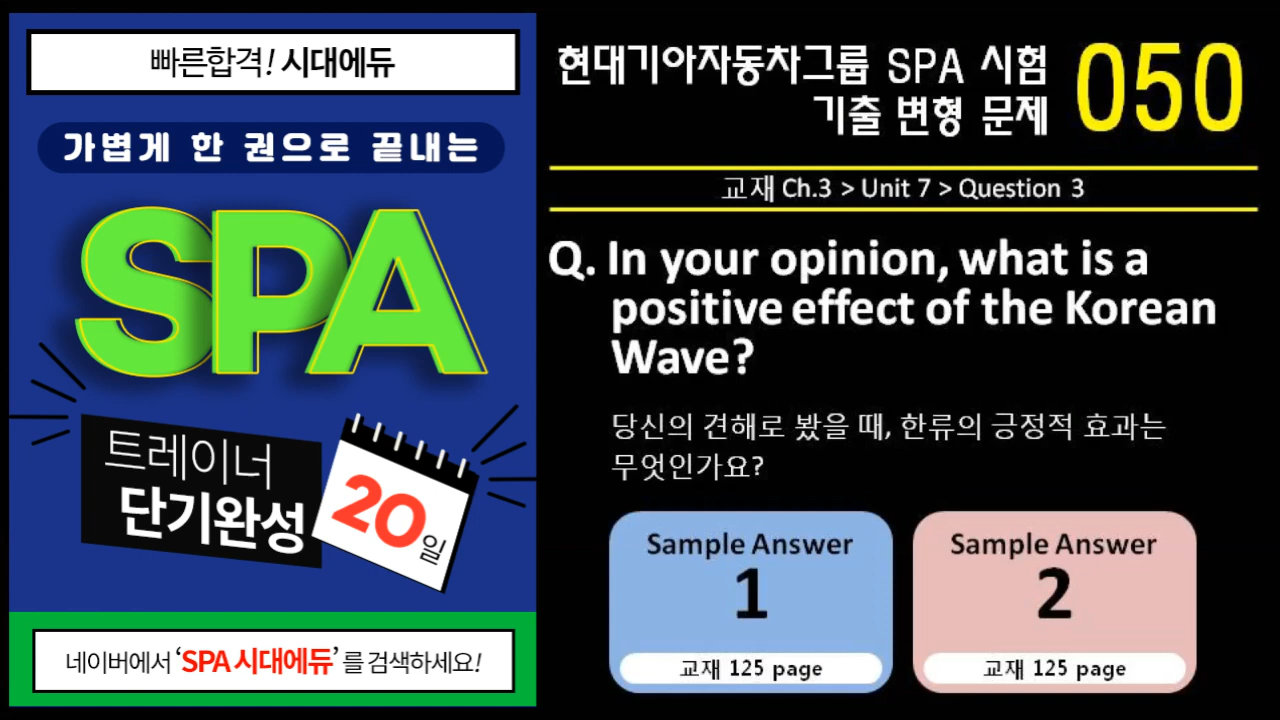 빠른합격! 시대에듀
가볍게 한 권으로 끝내는
SPA
트레이너
단기완성
20일
네이버에서 ‘SPA 시대에듀’ 를 검색하세요!
현대기아자동차그룹 SPA 시험
기출 변형 문제
050
교재 Ch.3 > Unit 7 > Question 3
Q. In your opinion, what is a
positive effect of the Korean
Wave?
당신의 견해로 봤을 때, 한류의 긍정적 효과는
무엇인가요?
Sample Answer
1
교재 125 page
Sample Answer
2
교재 125 page